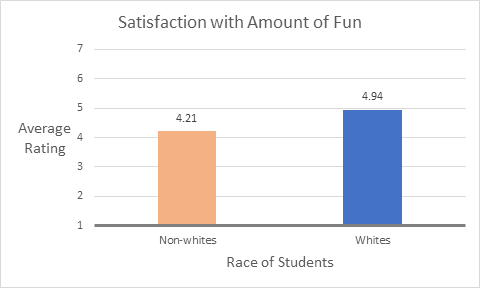 Satisfaction with Amount of Fun
7
6
5
4
3
2
1
Average
Rating
4.21
4.94
Non-whites
Whites
Race of Students